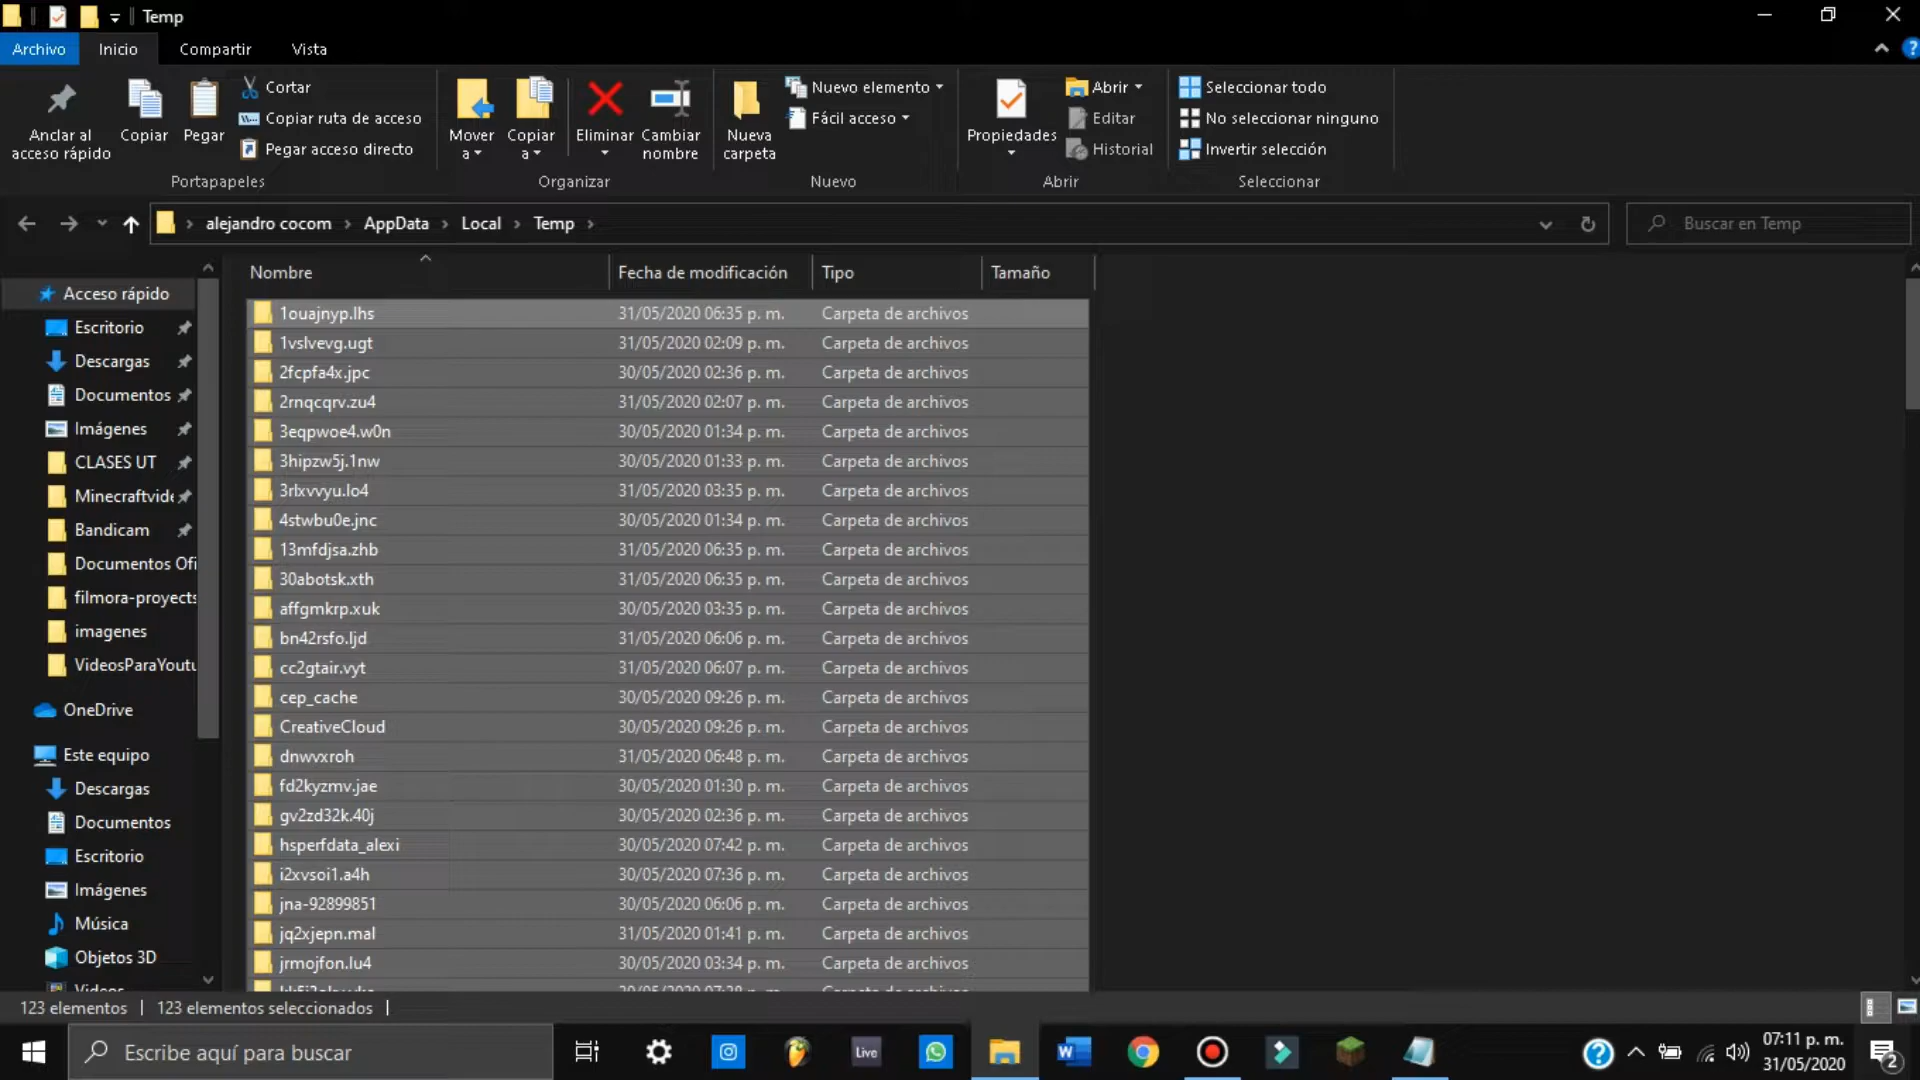 Temp
Archivo Inicio Compartir Vista
Anclar al acceso rápido
Copiar
Pegar
Cortar
Copiar ruta de acceso
Pegar acceso directo
Portapapeles
Mover a
Copiar a
Eliminar
Cambiar nombre
Organizar
Nueva carpeta
Nuevo elemento
Fácil acceso
Nuevo
Propiedades
Abrir
Editar
Historial
Abrir
Seleccionar todo
No seleccionar ninguno
Invertir selección
Seleccionar
alejandro cocom › AppData › Local › Temp ›
Buscar en Temp
Acceso rápido
Escritorio
Descargas
Documentos
Imágenes
CLASES UT
Minecraftvide
Bandicam
Documentos Ofi
filmora-proyects
imagenes
VideosParaYoutu
OneDrive
Este equipo
Descargas
Documentos
Escritorio
Imágenes
Música
Objetos 3D
Videos
Nombre Fecha de modificación Tipo Tamaño
1ouajnyp.lhs 31/05/2020 06:35 p. m. Carpeta de archivos
1vslvevg.ugt 31/05/2020 02:09 p. m. Carpeta de archivos
2fcpfa4x.jpc 30/05/2020 02:36 p. m. Carpeta de archivos
2rnqcqrv.zu4 31/05/2020 02:07 p. m. Carpeta de archivos
3eqpwoe4.w0n 30/05/2020 01:34 p. m. Carpeta de archivos
3hipzw5j.1nw 30/05/2020 01:33 p. m. Carpeta de archivos
3rlxvvyu.lo4 31/05/2020 03:35 p. m. Carpeta de archivos
4stwbu0e.jnc 30/05/2020 01:34 p. m. Carpeta de archivos
13mfdjsa.zhb 31/05/2020 06:35 p. m. Carpeta de archivos
30abotsk.xth 31/05/2020 06:35 p. m. Carpeta de archivos
affgmkrp.xuk 30/05/2020 03:35 p. m. Carpeta de archivos
bn42rsfo.ljd 31/05/2020 06:06 p. m. Carpeta de archivos
cc2gtair.vyt 31/05/2020 06:07 p. m. Carpeta de archivos
cep_cache 30/05/2020 09:26 p. m. Carpeta de archivos
CreativeCloud 30/05/2020 09:26 p. m. Carpeta de archivos
dnwvxroh 31/05/2020 06:48 p. m. Carpeta de archivos
fd2kyzmv.jae 30/05/2020 01:30 p. m. Carpeta de archivos
gv2zd32k.40j 30/05/2020 02:36 p. m. Carpeta de archivos
hsperfdata_alexi 30/05/2020 07:42 p. m. Carpeta de archivos
i2xvsoi1.a4h 30/05/2020 07:36 p. m. Carpeta de archivos
jna-92899851 30/05/2020 06:06 p. m. Carpeta de archivos
jq2xjepn.mal 31/05/2020 01:41 p. m. Carpeta de archivos
jrmojfon.lu4 30/05/2020 03:34 p. m. Carpeta de archivos
123 elementos 123 elementos seleccionados
Escribe aquí para buscar
Live
07:11 p. m.
31/05/2020
2